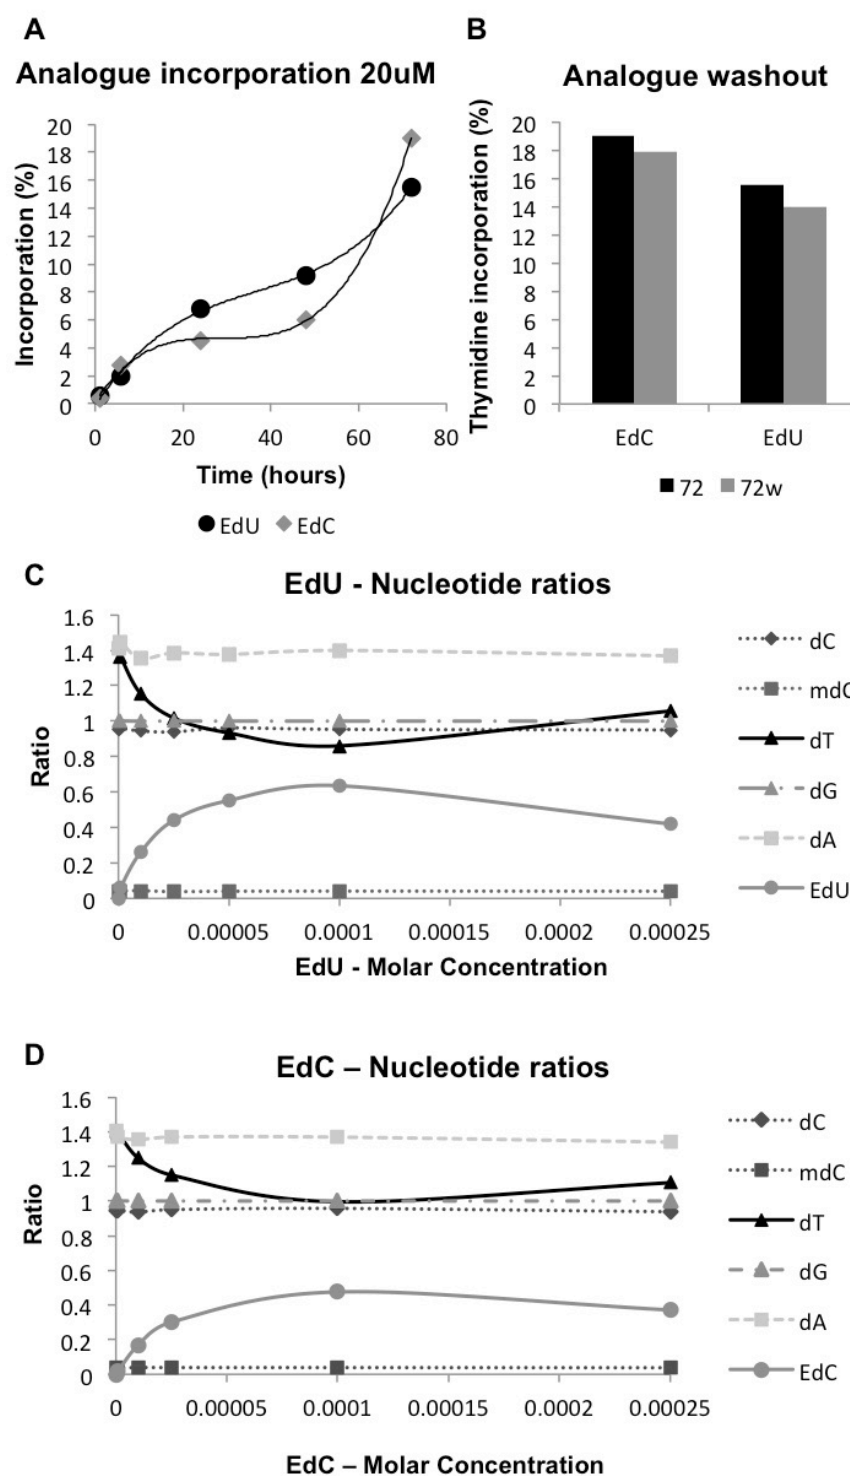 A
Analogue incorporation 20uM
Incorporation (%)
20
18
16
14
12
10
8
6
4
2
0
0 20 40 60 80
Time (hours)
EdU EdC
B
Analogue washout
Thymidine incorporation (%)
20
18
16
14
12
10
8
6
4
2
0
EdC EdU
72 72w
C
EdU - Nucleotide ratios
Ratio
1.6
1.4
1.2
1
0.8
0.6
0.4
0.2
0
0 0.00005 0.0001 0.00015 0.0002 0.00025
EdU - Molar Concentration
dC
mdC
dT
dG
dA
EdU
D
EdC – Nucleotide ratios
Ratio
1.6
1.4
1.2
1
0.8
0.6
0.4
0.2
0
0 0.00005 0.0001 0.00015 0.0002 0.00025
EdC – Molar Concentration
dC
mdC
dT
dG
dA
EdC